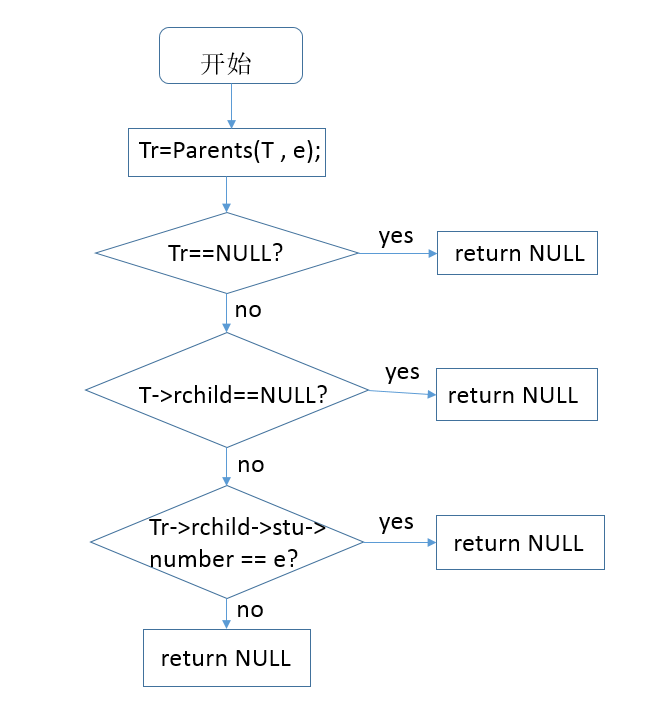 开始
Tr=Parents(T , e);
Tr==NULL?
yes
return NULL
no
T->rchild==NULL?
yes
return NULL
no
Tr->rchild->stu->
number == e?
yes
return NULL
no
return NULL